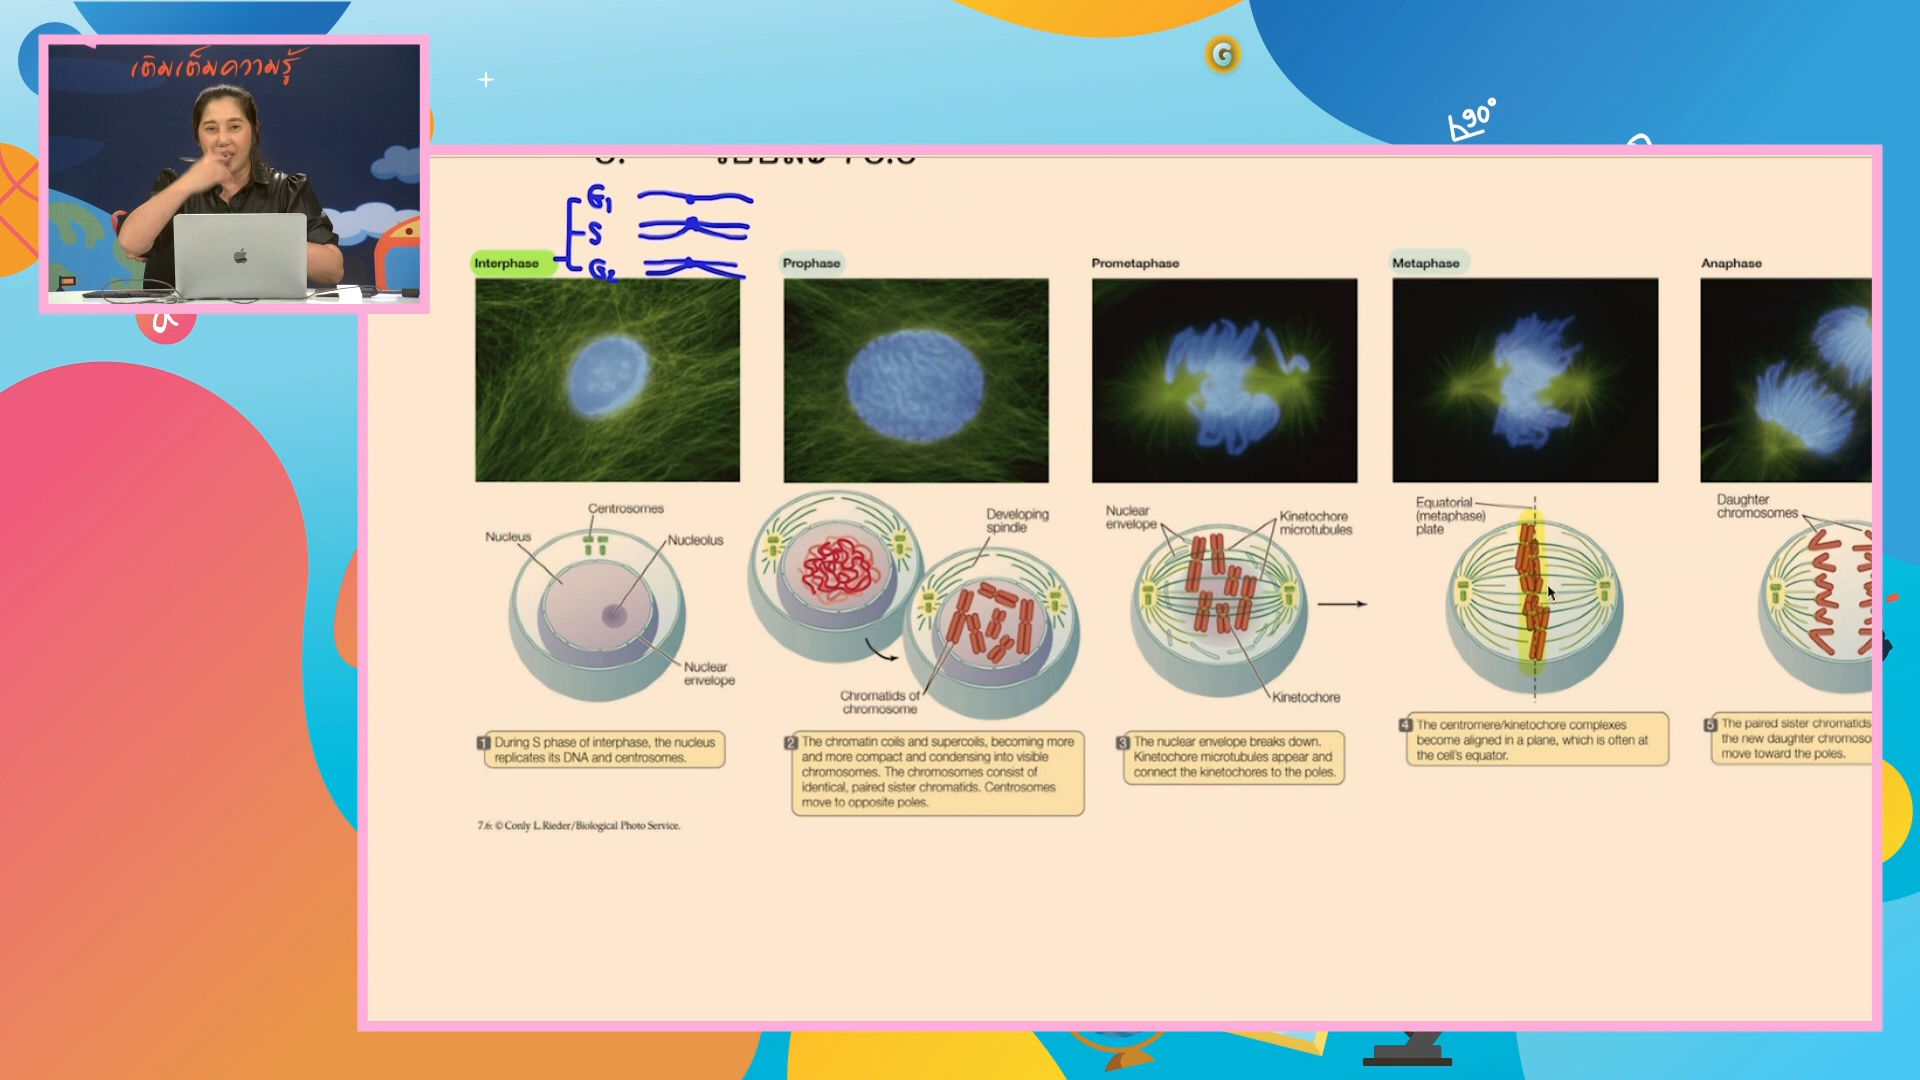 เติมเต็มความรู้
G
90°
G1
S
G2
Interphase
Prophase
Prometaphase
Metaphase
Anaphase
Centrosomes
Nucleus
Nucleolus
Nuclear
envelope
Developing
spindle
Chromatids of
chromosome
Nuclear
envelope
Kinetochore
microtubules
Kinetochore
Equatorial
(metaphase)
plate
Daughter
chromosomes
1 During S phase of interphase, the nucleus
replicates its DNA and centrosomes.
2 The chromatin coils and supercoils, becoming more
and more compact and condensing into visible
chromosomes. The chromosomes consist of
identical, paired sister chromatids. Centrosomes
move to opposite poles.
3 The nuclear envelope breaks down.
Kinetochore microtubules appear and
connect the kinetochores to the poles.
4 The centromere/kinetochore complexes
become aligned in a plane, which is often at
the cell's equator.
5 The paired sister chromatids
the new daughter chromoso
move toward the poles.
7.6: © Conly L. Rieder/Biological Photo Service.